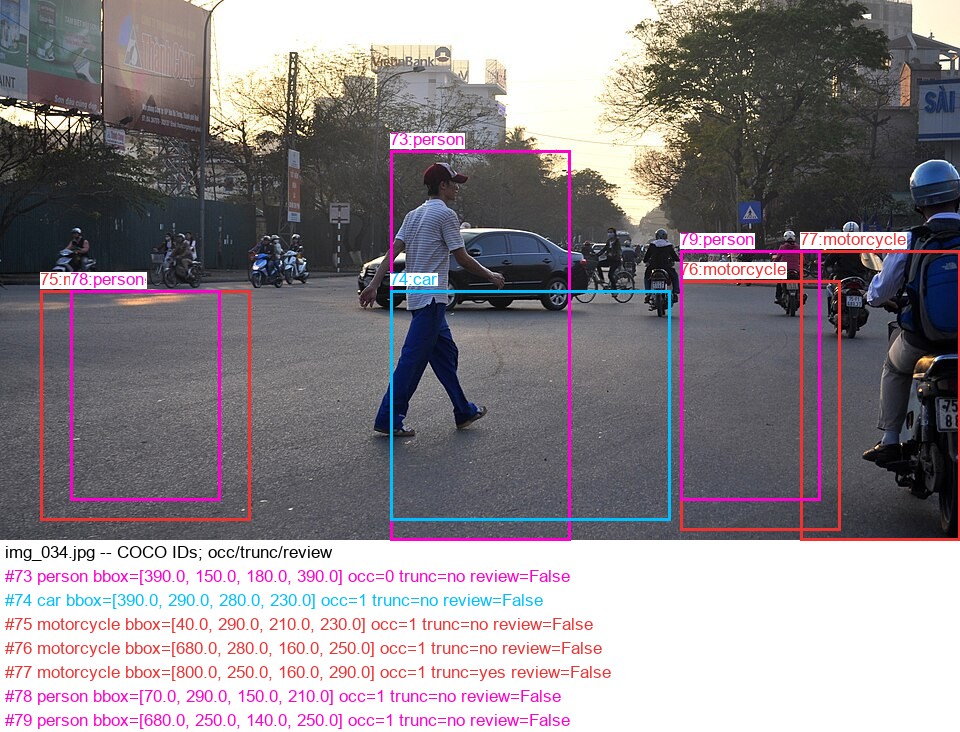 VietinBank
SÀI
AINT
73:person
79:person
77:motorcycle
76:motorcycle
74:car
78:person
img_034.jpg -- COCO IDs; occ/trunc/review
#73 person bbox=[390.0, 150.0, 180.0, 390.0] occ=0 trunc=no review=False
#74 car bbox=[390.0, 290.0, 280.0, 230.0] occ=1 trunc=no review=False
#75 motorcycle bbox=[40.0, 290.0, 210.0, 230.0] occ=1 trunc=no review=False
#76 motorcycle bbox=[680.0, 280.0, 160.0, 250.0] occ=1 trunc=no review=False
#77 motorcycle bbox=[800.0, 250.0, 160.0, 290.0] occ=1 trunc=yes review=False
#78 person bbox=[70.0, 290.0, 150.0, 210.0] occ=1 trunc=no review=False
#79 person bbox=[680.0, 250.0, 140.0, 250.0] occ=1 trunc=no review=False